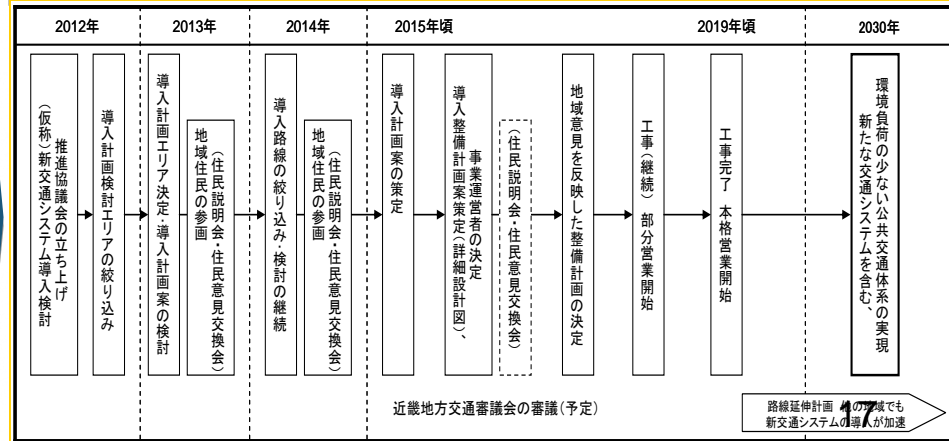 2012年
2013年
2014年
2015年頃
2019年頃
2030年
(仮称)新交通システム導入検討
推進協議会の立ち上げ
導入計画検討エリアの絞り込み
導入計画エリア決定・導入計画案の検討
地域住民の参画
(住民説明会・住民意見交換会)
導入路線の絞り込み・検討の継続
地域住民の参画
(住民説明会・住民意見交換会)
導入計画案の策定
導入整備計画案策定(詳細設計図)、
事業運営者の決定
(住民説明会・住民意見交換会)
地域意見を反映した整備計画の決定
工事(継続) 部分営業開始
工事完了 本格営業開始
新たな交通システムを含む、
環境負荷の少ない公共交通体系の実現
近畿地方交通審議会の審議(予定)
路線延伸計画 他の地域でも
新交通システムの導入が加速
17